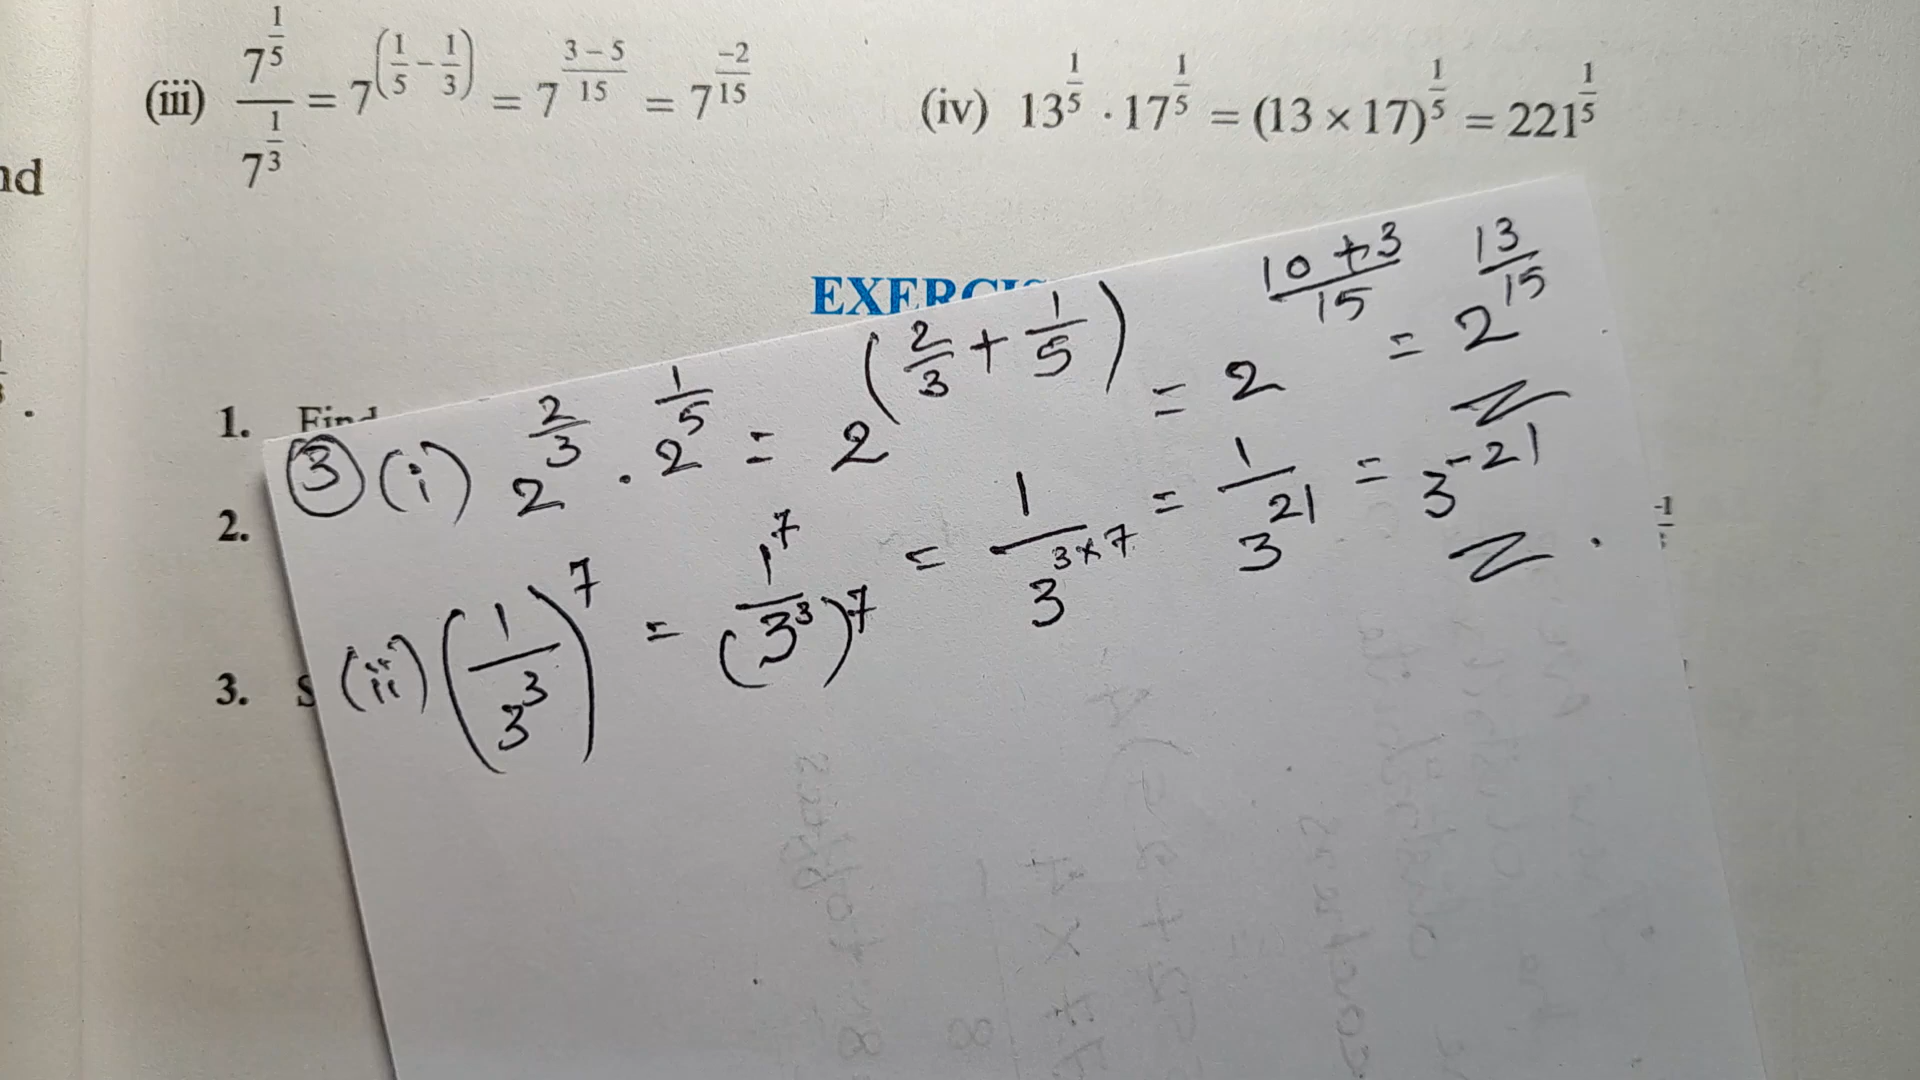 (iii) 7^(1/5) / 7^(1/3) = 7^(1/5 − 1/3) = 7^((3 − 5)/15) = 7^(−2/15)
(iv) 13^(1/5) · 17^(1/5) = (13 × 17)^(1/5) = 221^(1/5)
nd
1.
2.
3. S
③ (i) 2^(2/3) · 2^(1/5) = 2^(2/3 + 1/5) = 2^((10 + 3)/15) = 2^(13/15)
(ii) (1/3^3)^7 = 1^7/(3^3)^7 = 1/3^(3×7) = 1/3^21 = 3^-21